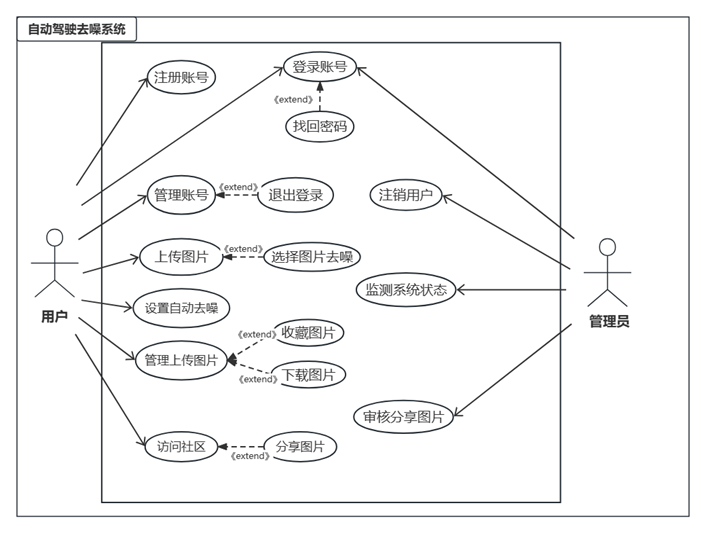 自动驾驶去噪系统
注册账号
登录账号
《extend》
找回密码
管理账号
《extend》
退出登录
注销用户
上传图片
《extend》
选择图片去噪
监测系统状态
设置自动去噪
用户
管理员
管理上传图片
《extend》
收藏图片
《extend》
下载图片
审核分享图片
访问社区
《extend》
分享图片